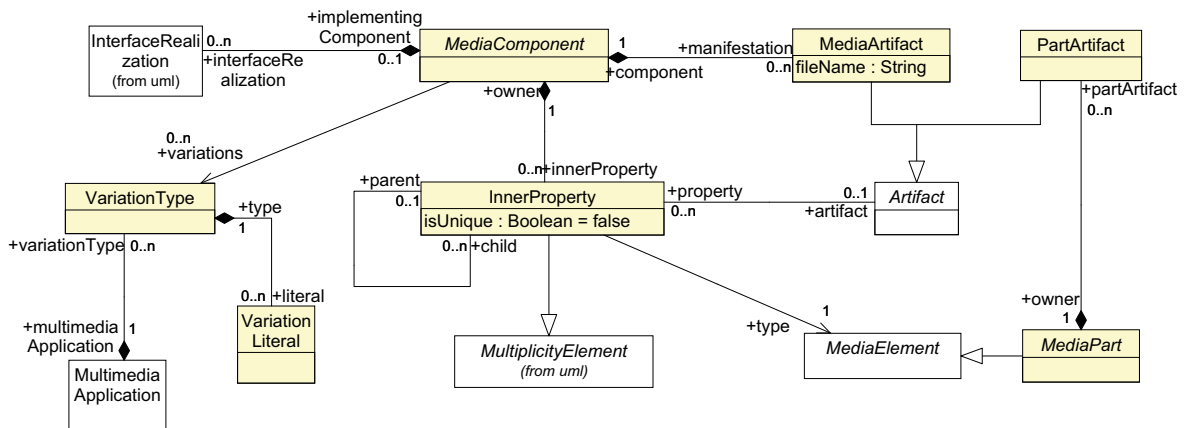 +implementing
Component
InterfaceReali
zation
(from uml)
0..n
+interfaceRe
alization
0..1
MediaComponent
1
+component
+manifestation
0..n
MediaArtifact
fileName : String
PartArtifact
+partArtifact
0..n
+owner
1
0..n
+variations
0..n
+innerProperty
VariationType
+type
1
+parent
0..1
InnerProperty
isUnique : Boolean = false
+property
0..n
0..1
+artifact
Artifact
+variationType
0..n
0..n
+child
0..n
+literal
Variation
Literal
+multimedia
Application
1
Multimedia
Application
MultiplicityElement
(from uml)
1
+type
MediaElement
+owner
1
MediaPart